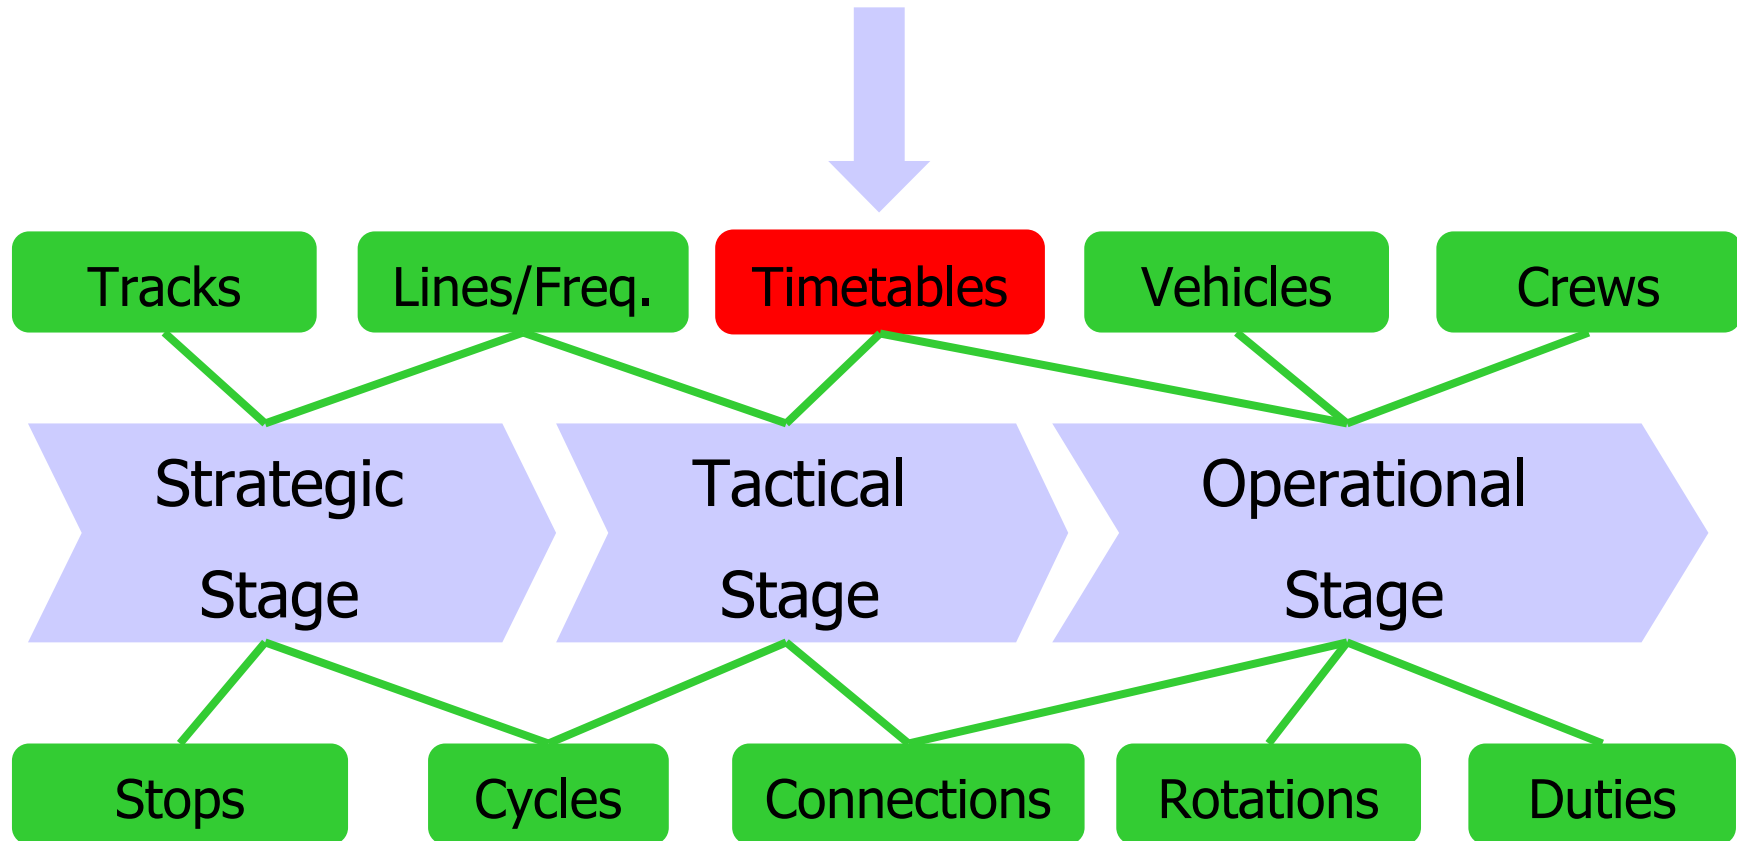 Tracks
Lines/Freq.
Timetables
Vehicles
Crews
Strategic
Stage
Tactical
Stage
Operational
Stage
Stops
Cycles
Connections
Rotations
Duties